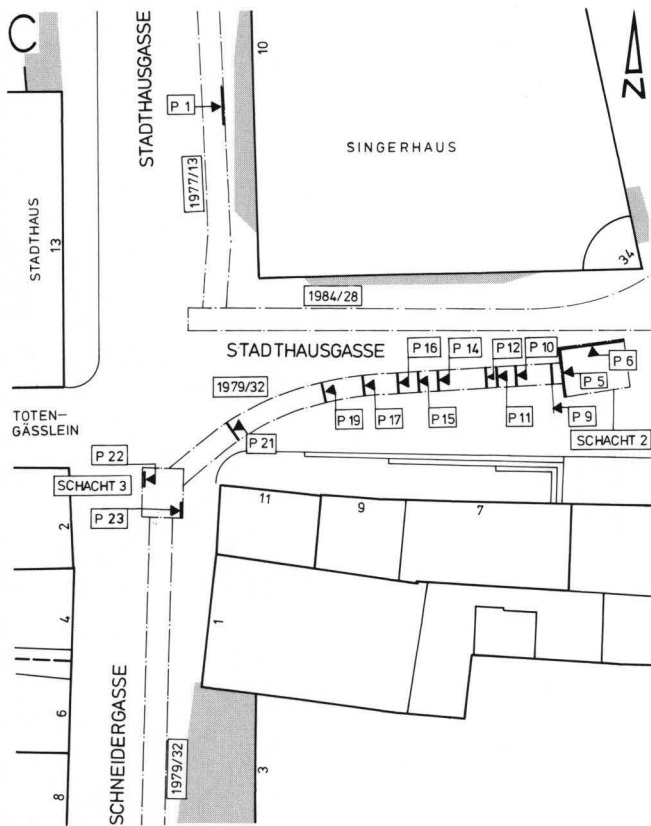 C
STADTHAUSGASSE
10
N
P 1
SINGERHAUS
1977/13
STADTHAUS
13
34
1984/28
STADTHAUSGASSE
P 16
P 14
P 12
P 10
P 6
1979/32
P 5
TOTEN-
GÄSSLEIN
P 19
P 17
P 15
P 11
P 9
P 21
SCHACHT 2
P 22
SCHACHT 3
P 23
11
9
7
2
4
1
6
8
SCHNEIDERGASSE
1979/32
3